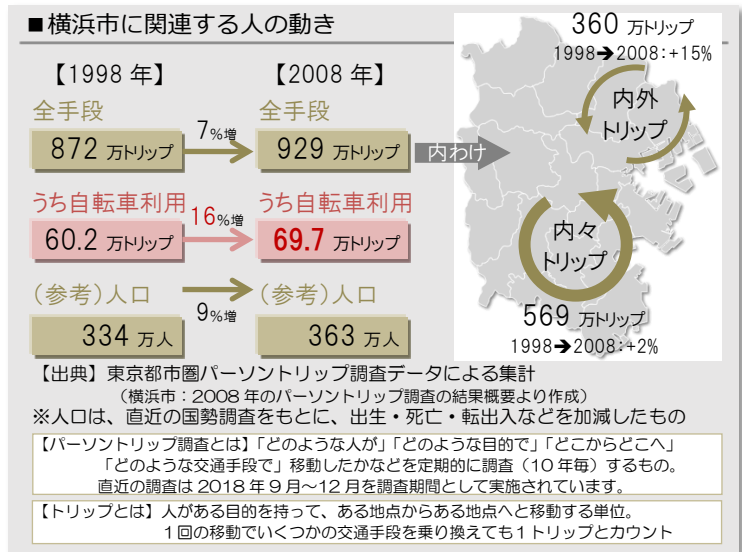 ■横浜市に関連する人の動き
【1998 年】
【2008 年】
全手段
全手段
872 万トリップ
7%増
929 万トリップ
内わけ
うち自転車利用
うち自転車利用
60.2 万トリップ
16%増
69.7 万トリップ
(参考)人口
(参考)人口
334 万人
9%増
363 万人
360 万トリップ
1998➔2008:+15%
内外
トリップ
内々
トリップ
569 万トリップ
1998➔2008:+2%
【出典】東京都市圏パーソントリップ調査データによる集計
(横浜市:2008 年のパーソントリップ調査の結果概要より作成)
※人口は、直近の国勢調査をもとに、出生・死亡・転出入などを加減したもの
【パーソントリップ調査とは】「どのような人が」「どのような目的で」「どこからどこへ」
「どのような交通手段で」移動したかなどを定期的に調査(10 年毎)するもの。
直近の調査は 2018 年 9 月~12 月を調査期間として実施されています。
【トリップとは】人がある目的を持って、ある地点からある地点へと移動する単位。
1回の移動でいくつかの交通手段を乗り換えても1トリップとカウント